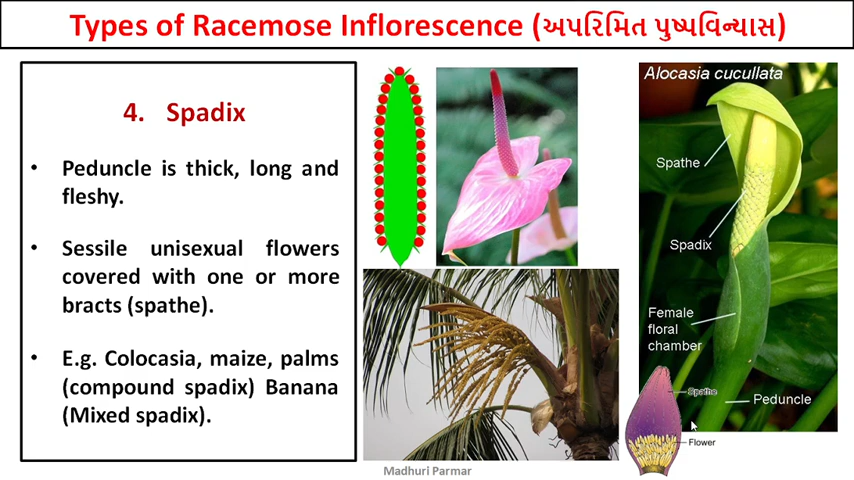 Types of Racemose Inflorescence (અપરિમિત પુષ્પવિન્યાસ)
4. Spadix
• Peduncle is thick, long and
fleshy.
• Sessile unisexual flowers
covered with one or more
bracts (spathe).
• E.g. Colocasia, maize, palms
(compound spadix) Banana
(Mixed spadix).
Alocasia cucullata
Spathe
Spadix
Female
floral
chamber
Peduncle
Spathe
Flower
Madhuri Parmar